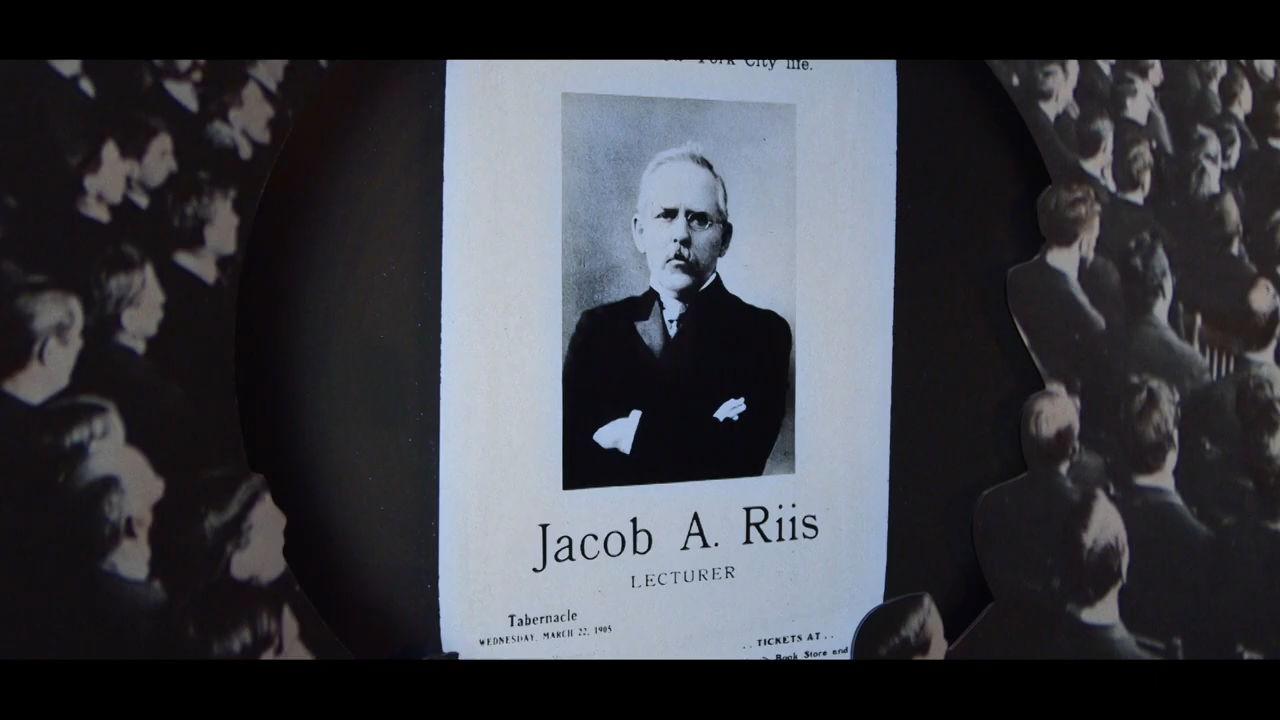 York City life.
Jacob A. Riis
LECTURER
Tabernacle
WEDNESDAY, MARCH 22, 1905
. . TICKETS AT . .
Book Store and